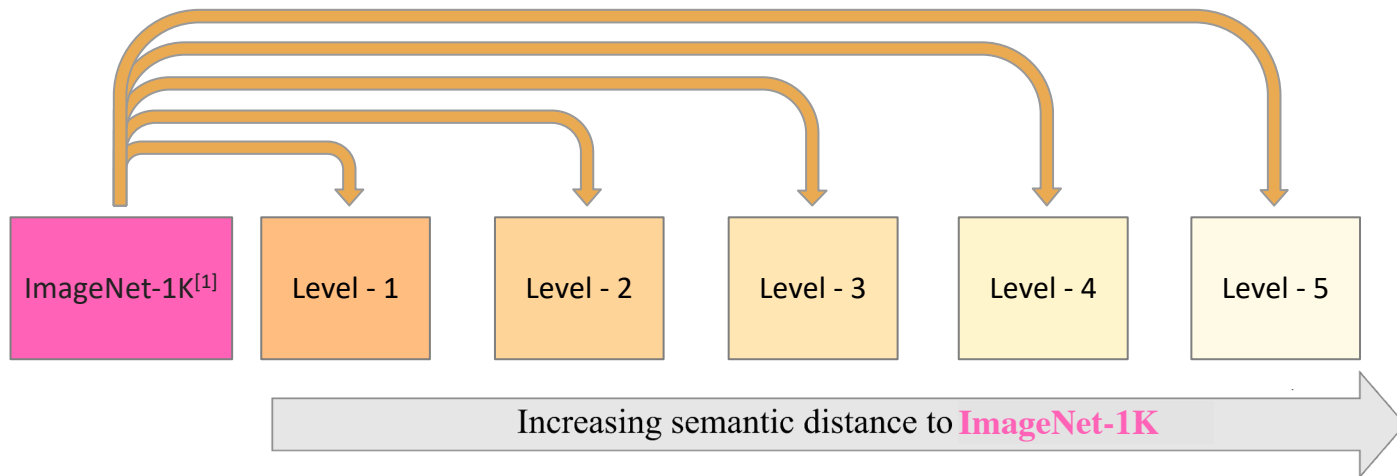 ImageNet-1K[1]
Level - 1
Level - 2
Level - 3
Level - 4
Level - 5
Increasing semantic distance to ImageNet-1K